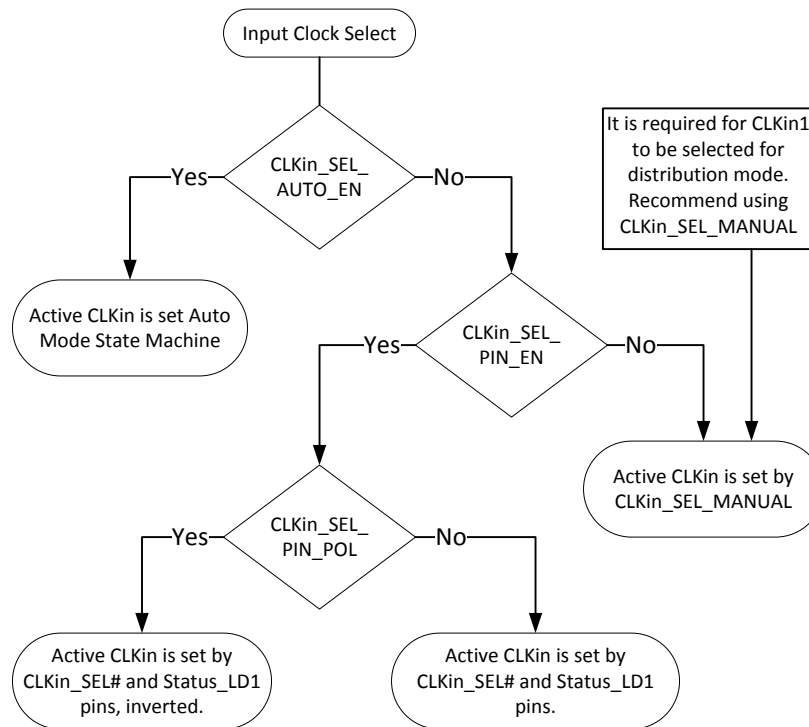 Input Clock Select
It is required for CLKin1
to be selected for
distribution mode.
Recommend using
CLKin_SEL_MANUAL
Yes
CLKin_SEL_
AUTO_EN
No
Active CLKin is set Auto
Mode State Machine
Yes
CLKin_SEL_
PIN_EN
No
Active CLKin is set by
CLKin_SEL_MANUAL
Yes
CLKin_SEL_
PIN_POL
No
Active CLKin is set by
CLKin_SEL# and Status_LD1
pins, inverted.
Active CLKin is set by
CLKin_SEL# and Status_LD1
pins.